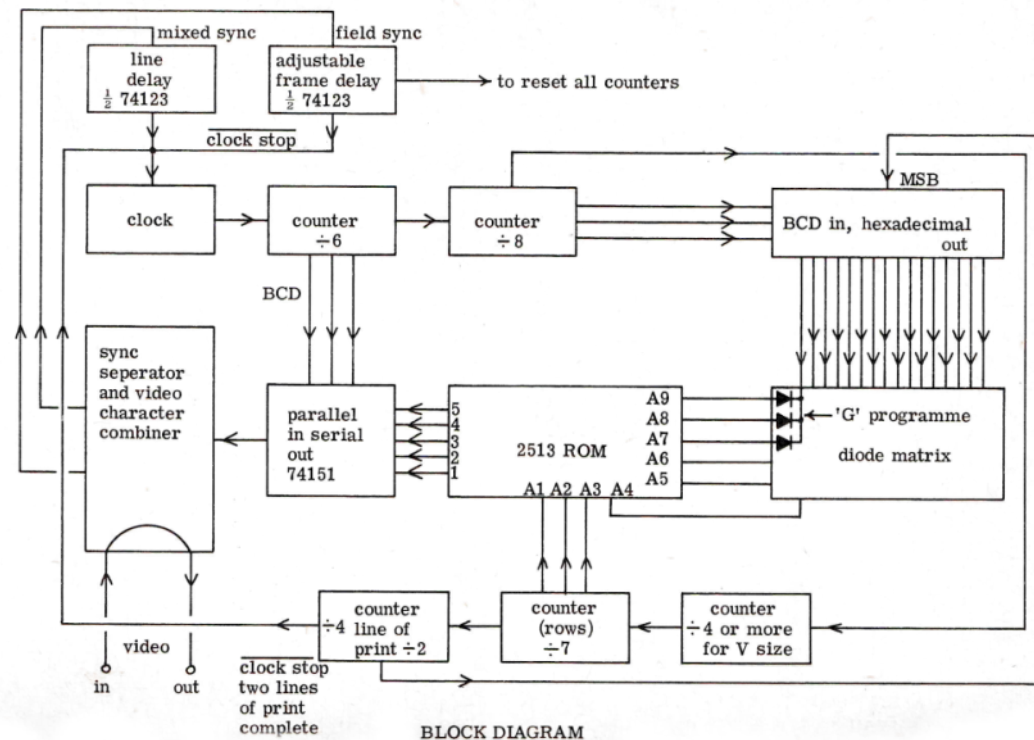 mixed sync
field sync
line
delay
½ 74123
adjustable
frame delay
½ 74123
to reset all counters
clock stop
MSB
clock
counter
÷6
counter
÷8
BCD in, hexadecimal
out
BCD
sync
seperator
and video
character
combiner
parallel
in serial
out
74151
5
4
3
2
1
2513 ROM
A9
A8
A7
A6
A5
A1 A2 A3 A4
'G' programme
diode matrix
÷4
counter
line of
print ÷2
counter
(rows)
÷7
counter
÷4 or more
for V size
video
in
out
clock stop
two lines
of print
complete
BLOCK DIAGRAM